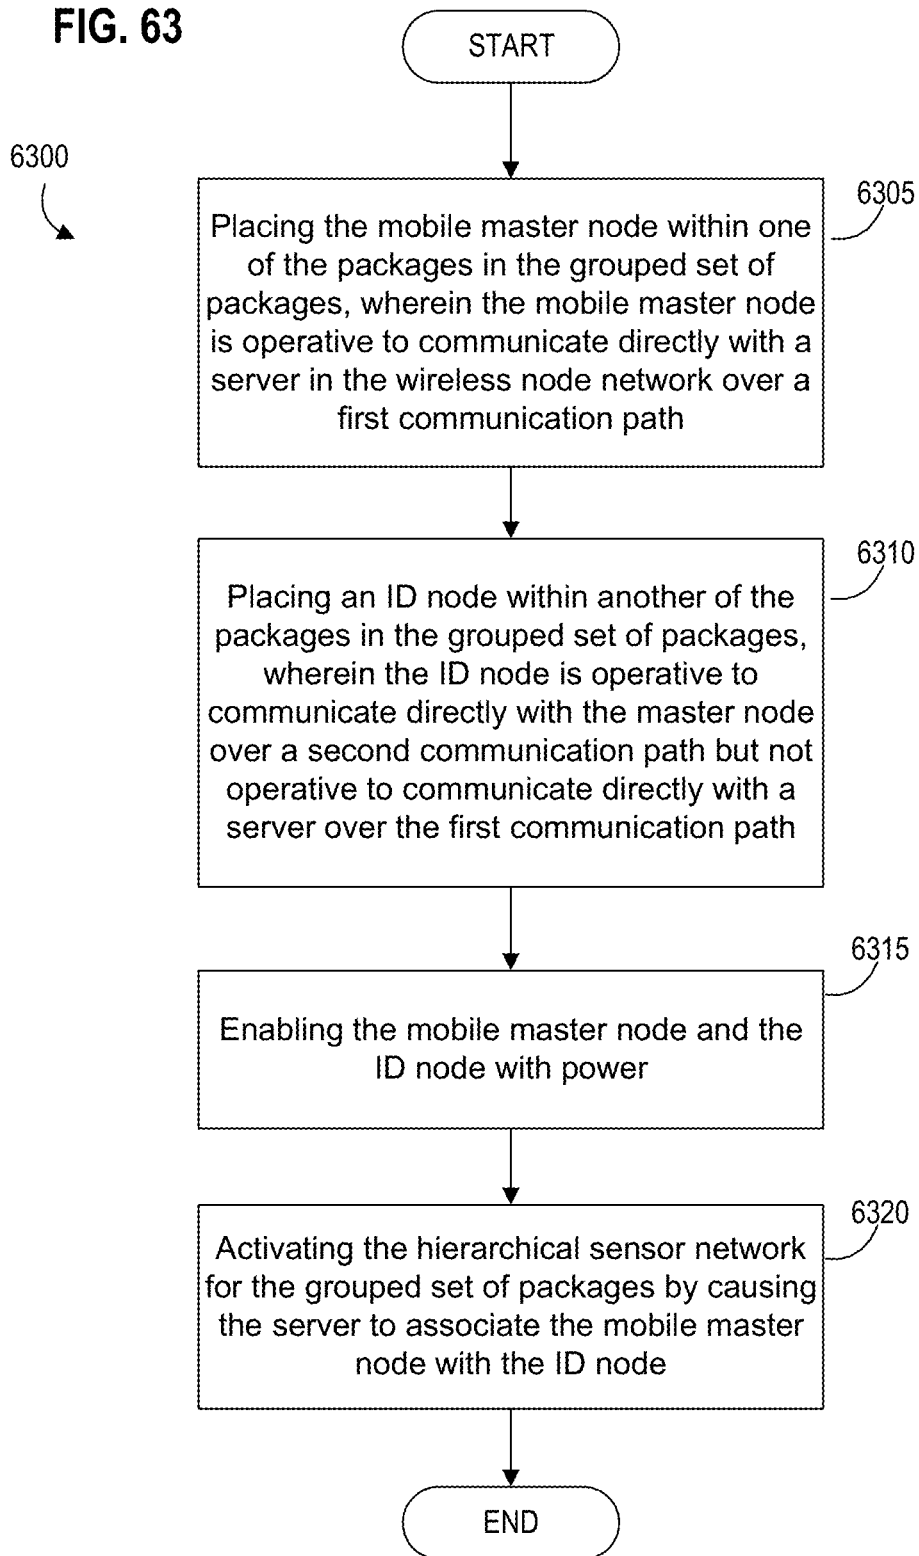 FIG. 63
START
6300
6305
Placing the mobile master node within one
of the packages in the grouped set of
packages, wherein the mobile master node
is operative to communicate directly with a
server in the wireless node network over a
first communication path
6310
Placing an ID node within another of the
packages in the grouped set of packages,
wherein the ID node is operative to
communicate directly with the master node
over a second communication path but not
operative to communicate directly with a
server over the first communication path
6315
Enabling the mobile master node and the
ID node with power
6320
Activating the hierarchical sensor network
for the grouped set of packages by causing
the server to associate the mobile master
node with the ID node
END